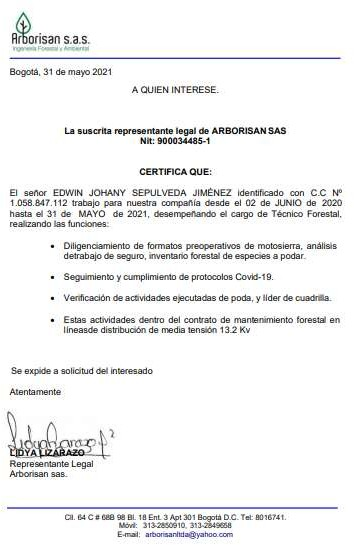 Arborisan s.a.s.
Ingeniería Forestal y Ambiental
Bogotá, 31 de mayo 2021
A QUIEN INTERESE.
La suscrita representante legal de ARBORISAN SAS
Nit: 900034485-1
CERTIFICA QUE:
El señor EDWIN JOHANY SEPULVEDA JIMÉNEZ identificado con C.C Nº
1.058.847.112 trabajo para nuestra compañía desde el 02 de JUNIO de 2020
hasta el 31 de MAYO de 2021, desempeñando el cargo de Técnico Forestal,
realizando las funciones:
• Diligenciamiento de formatos preoperativos de motosierra, análisis
detrabajo de seguro, inventario forestal de especies a podar.
• Seguimiento y cumplimiento de protocolos Covid-19.
• Verificación de actividades ejecutadas de poda, y líder de cuadrilla.
• Estas actividades dentro del contrato de mantenimiento forestal en
líneasde distribución de media tensión 13.2 Kv
Se expide a solicitud del interesado
Atentamente
LIDYA LIZARAZO
Representante Legal
Arborisan sas.
Cll. 64 C # 68B 98 Bl. 18 Ent. 3 Apt 301 Bogotá D.C. Tel: 8016741.
Móvil: 313-2850910, 313-2849658
E-mail: arborisanltda@yahoo.com